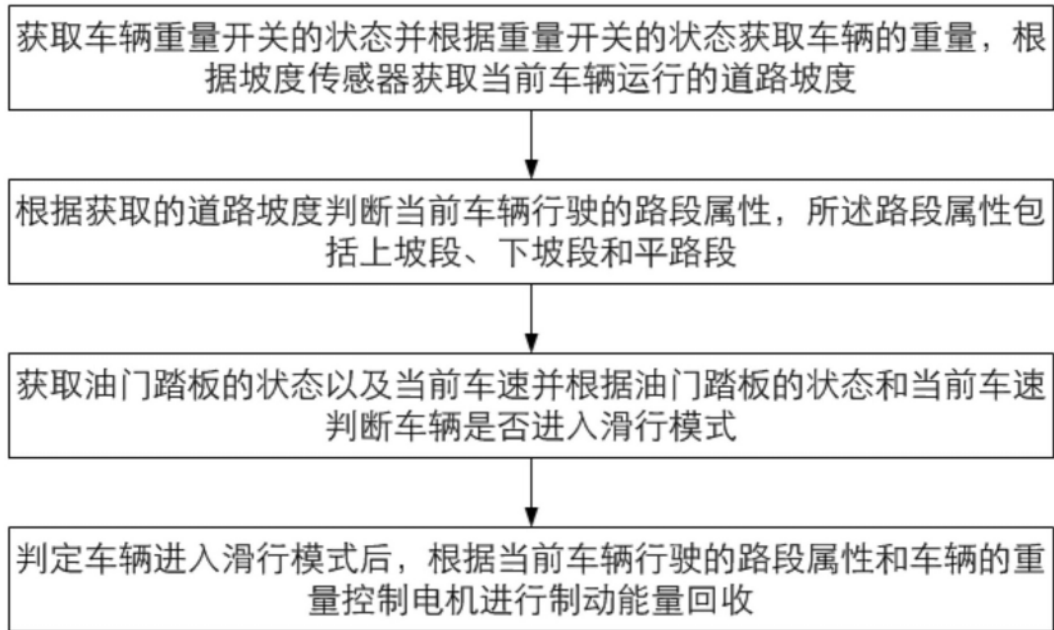 获取车辆重量开关的状态并根据重量开关的状态获取车辆的重量，根
据坡度传感器获取当前车辆运行的道路坡度
根据获取的道路坡度判断当前车辆行驶的路段属性，所述路段属性包
括上坡段、下坡段和平路段
获取油门踏板的状态以及当前车速并根据油门踏板的状态和当前车速
判断车辆是否进入滑行模式
判定车辆进入滑行模式后，根据当前车辆行驶的路段属性和车辆的重
量控制电机进行制动能量回收